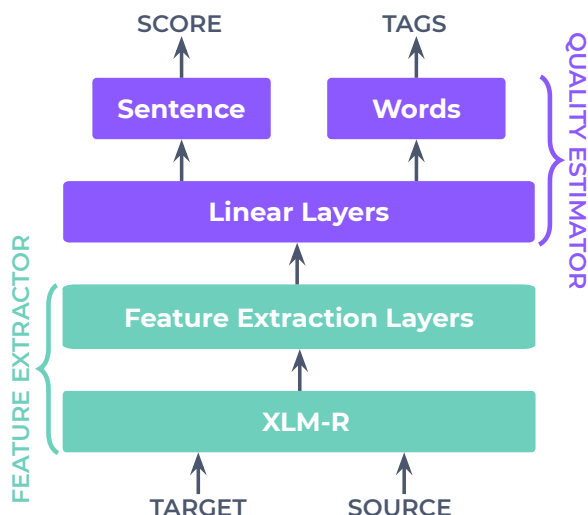 SCORE
TAGS
Sentence
Words
QUALITY ESTIMATOR
Linear Layers
Feature Extraction Layers
FEATURE EXTRACTOR
XLM-R
TARGET
SOURCE